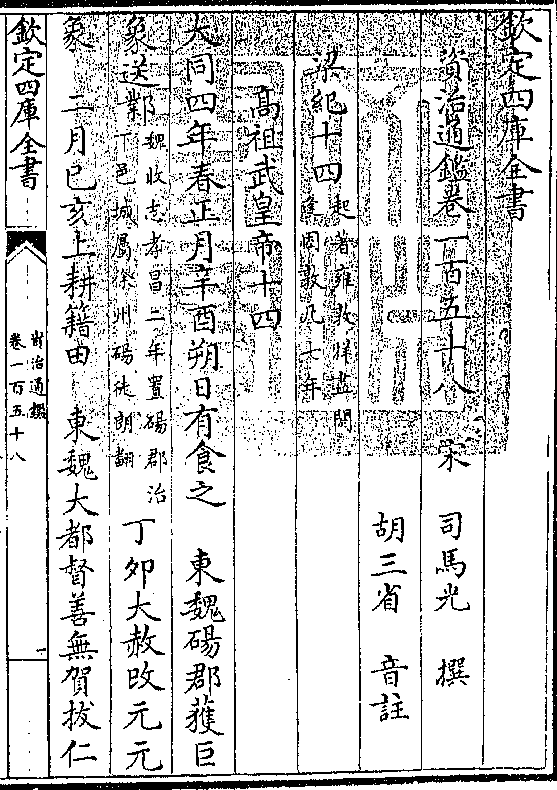 欽定四庫全書
資治通鑑卷一百五十八　宋　司馬光　撰
胡三省　音註
梁紀十四起著雍敦牂盡閼
逢困敦凡七年
高祖武皇帝十四
大同四年春正月辛酉朔日有食之　東魏碭郡獲巨
象送鄴魏收志孝昌二年置碭郡治
下邑城屬徐州碭徒朗翻
丁卯大赦改元元
象　二月己亥上耕籍田　東魏大都督善無賀拔仁
欽定四庫全書
資治通鑑
卷一百五十八
一